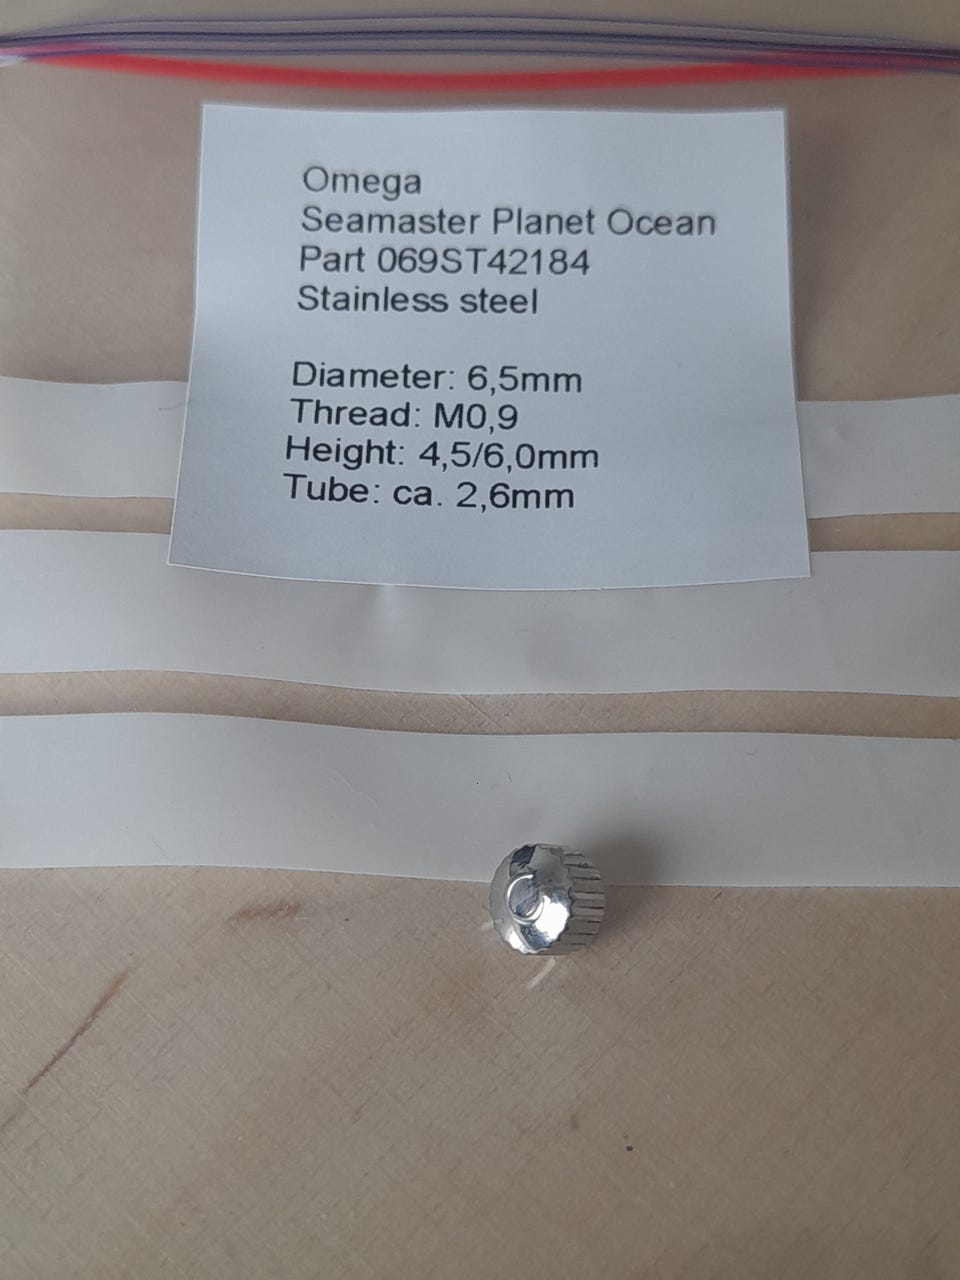 Omega
Seamaster Planet Ocean
Part 069ST42184
Stainless steel
Diameter: 6,5mm
Thread: M0,9
Height: 4,5/6,0mm
Tube: ca. 2,6mm